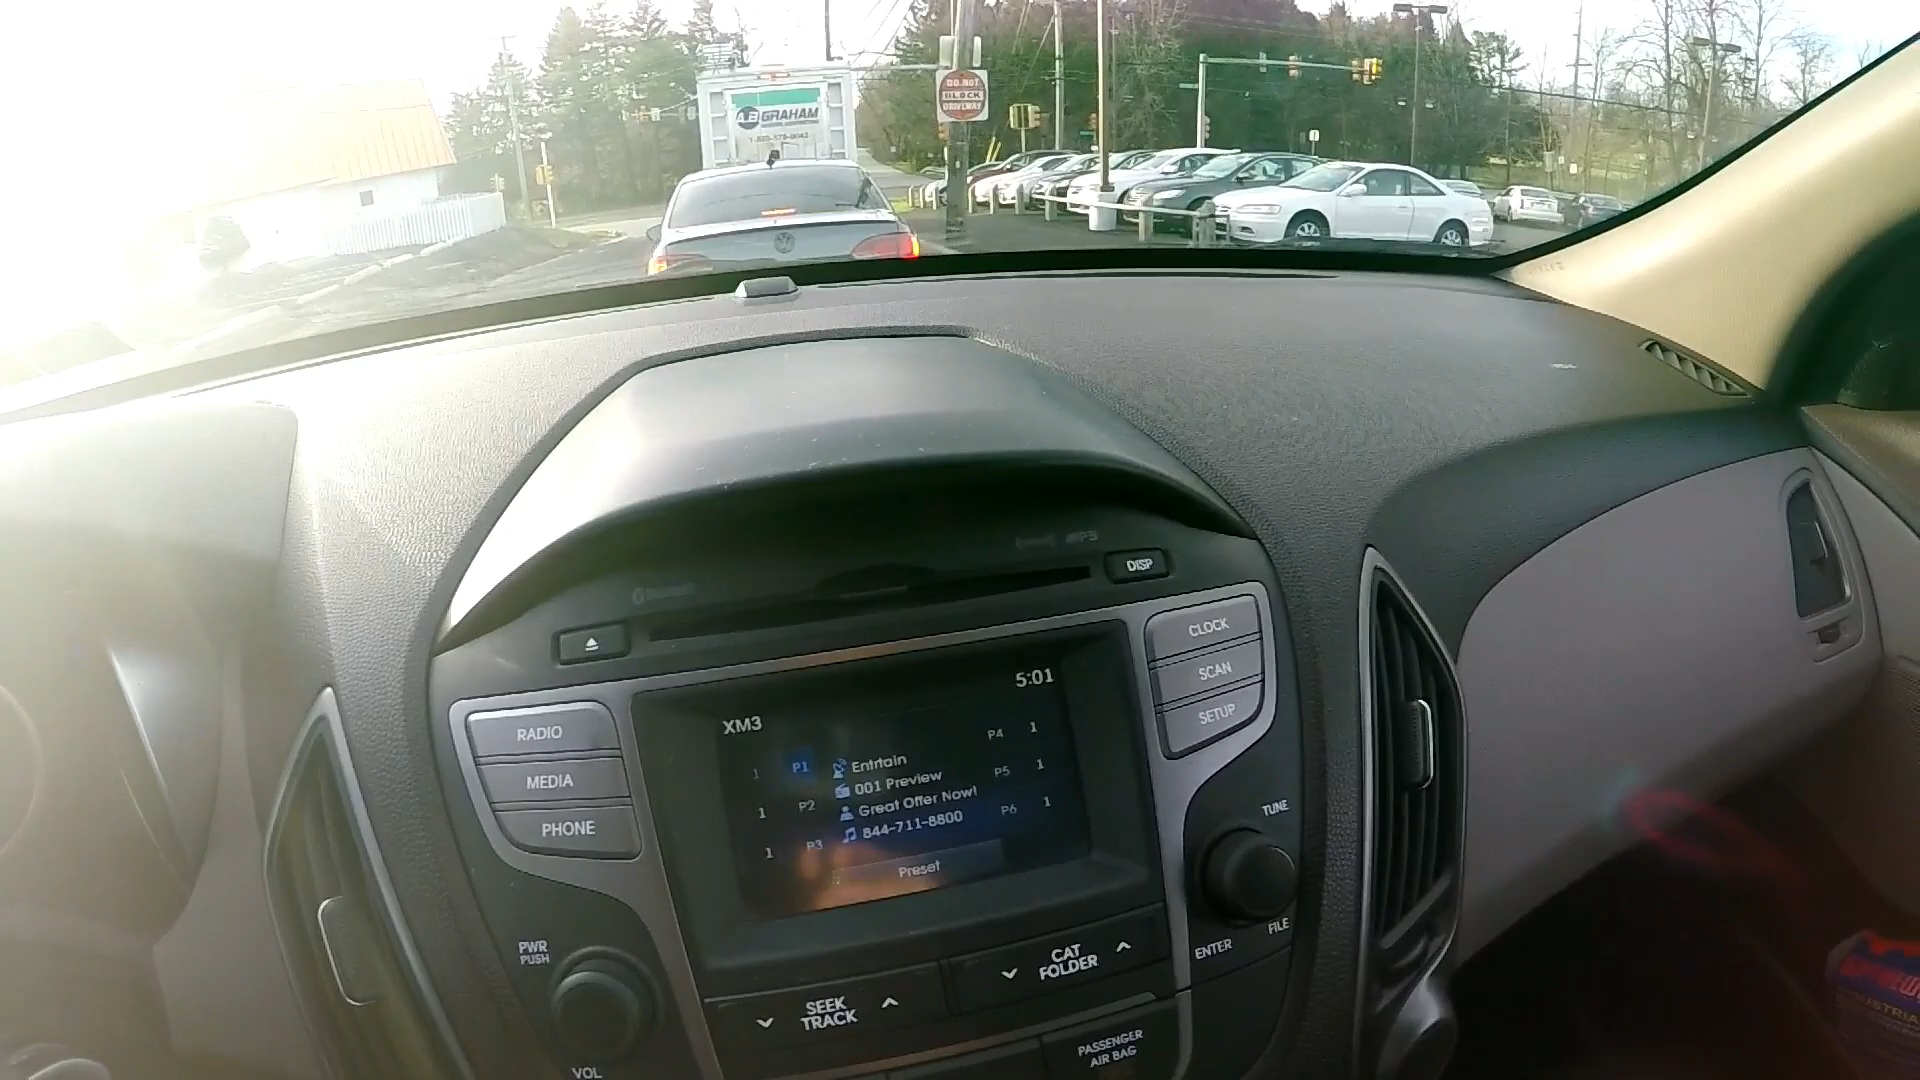 AB GRAHAM
DO NOT
BLOCK
DRIVEWAY
MP3
DISP
CLOCK
SCAN
SETUP
RADIO
MEDIA
PHONE
5:01
XM3
1 P1
1 P2
1 P3
Entrtain
001 Preview
Great Offer Now!
844-711-8800
P4 1
P5 1
P6 1
Preset
TUNE
FILE
ENTER
PWR
PUSH
VOL
SEEK
TRACK
CAT
FOLDER
PASSENGER
AIR BAG